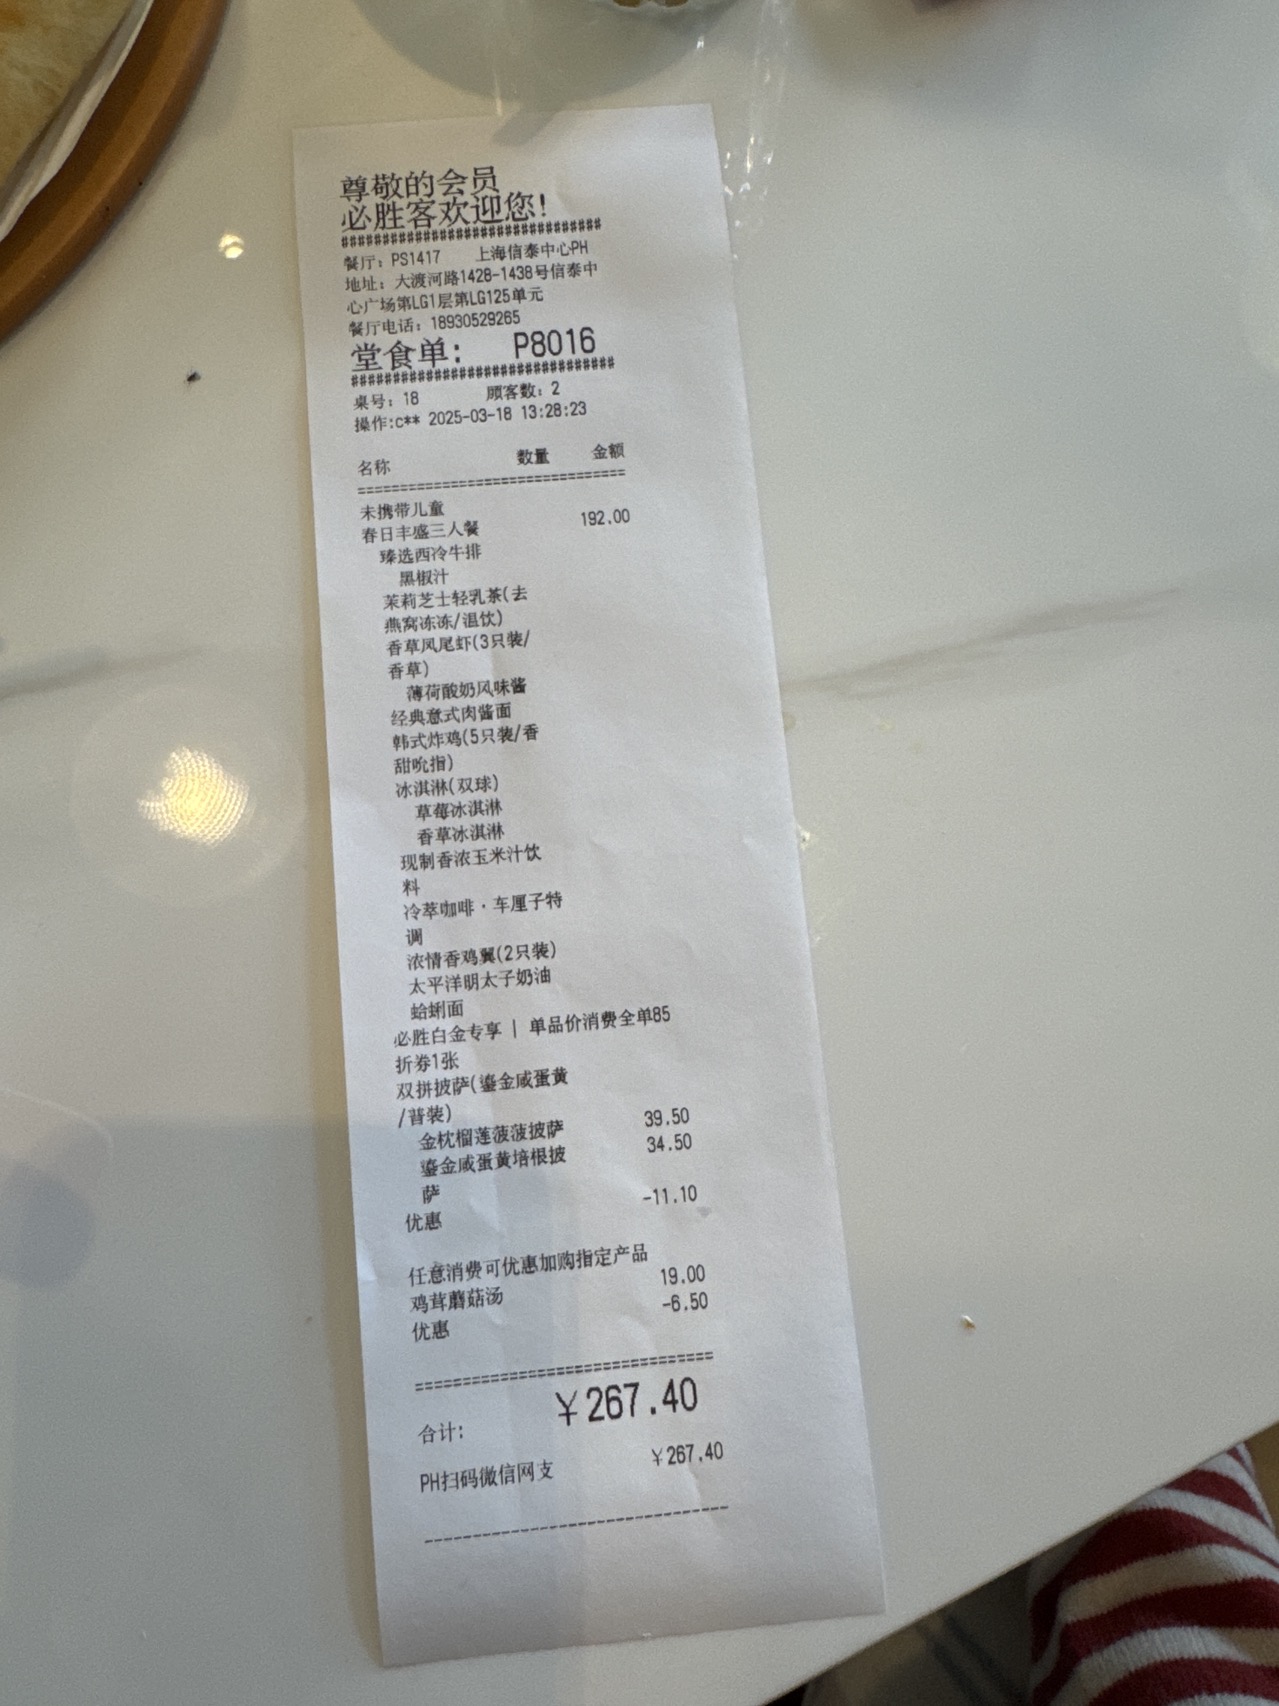 尊敬的会员
必胜客欢迎您!
################################
餐厅: PS1417 上海信泰中心PH
地址: 大渡河路1428-1438号信泰中
心广场第LG1层第LG125单元
餐厅电话: 18930529265
堂食单: P8016
################################
桌号: 18 顾客数: 2
操作:c** 2025-03-18 13:28:23
名称 数量 金额
================================
未携带儿童
春日丰盛三人餐 192.00
臻选西冷牛排
黑椒汁
茉莉芝士轻乳茶(去
燕窝冻冻/温饮)
香草凤尾虾(3只装/
香草)
薄荷酸奶风味酱
经典意式肉酱面
韩式炸鸡(5只装/香
甜吮指)
冰淇淋(双球)
草莓冰淇淋
香草冰淇淋
现制香浓玉米汁饮
料
冷萃咖啡·车厘子特
调
浓情香鸡翼(2只装)
太平洋明太子奶油
蛤蜊面
必胜白金专享 | 单品价消费全单85
折券1张
双拼披萨(鎏金咸蛋黄
/普装)
金枕榴莲菠菠披萨 39.50
鎏金咸蛋黄培根披 34.50
萨
优惠 -11.10
任意消费可优惠加购指定产品
鸡茸蘑菇汤 19.00
优惠 -6.50
================================
合计: ￥267.40
PH扫码微信网支 ￥267.40
--------------------------------